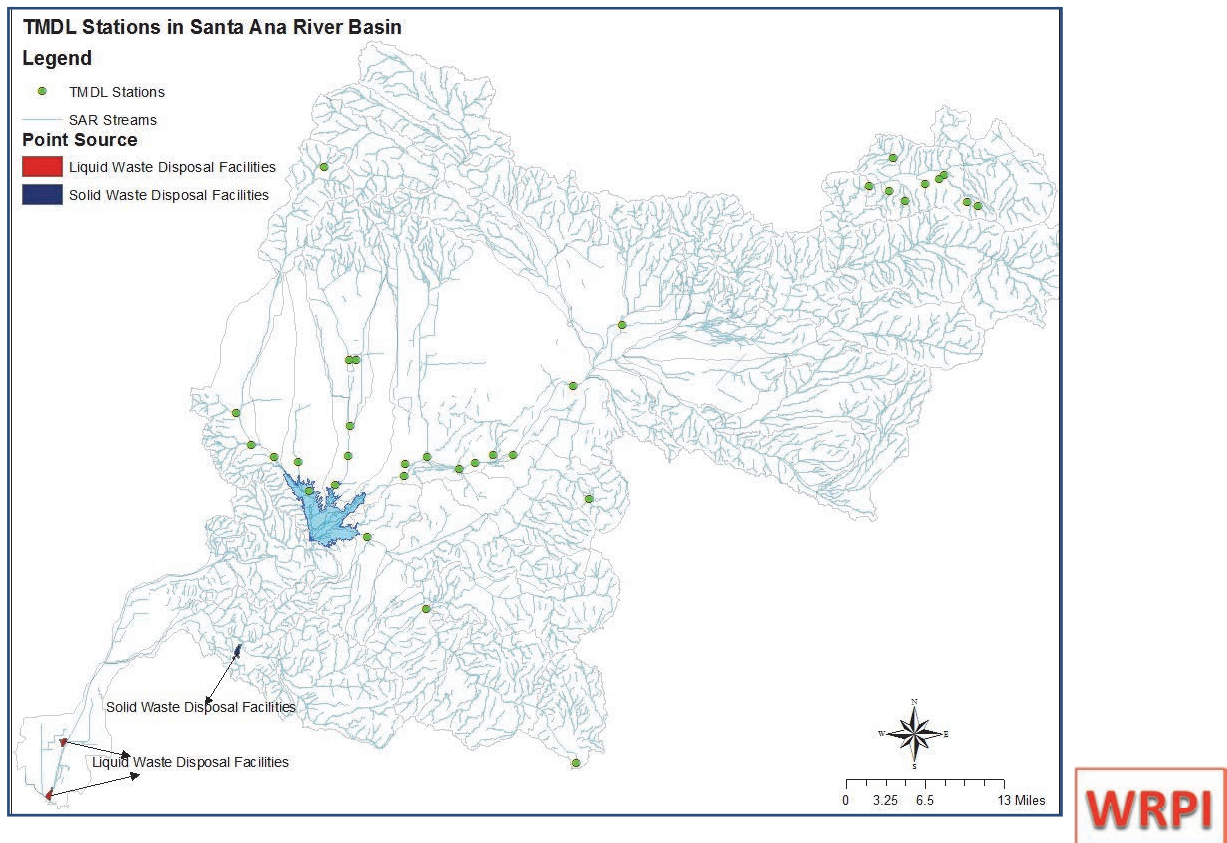 TMDL Stations in Santa Ana River Basin
Legend
TMDL Stations
SAR Streams
Point Source
Liquid Waste Disposal Facilities
Solid Waste Disposal Facilities
Solid Waste Disposal Facilities
Liquid Waste Disposal Facilities
N
W E
S
0 3.25 6.5 13 Miles
WRPI